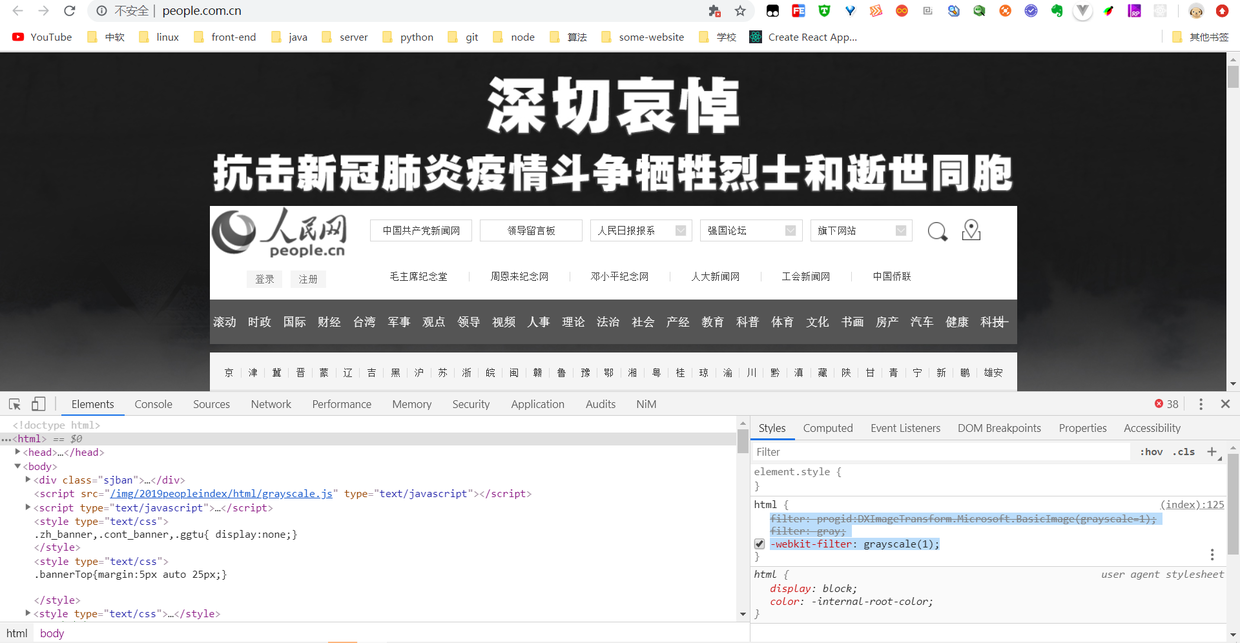 不安全 | people.com.cn
YouTube 中软 linux front-end java server python git node 算法 some-website 学校 Create React App... 其他书签
深切哀悼
抗击新冠肺炎疫情斗争牺牲烈士和逝世同胞
人民网 people.cn
中国共产党新闻网 领导留言板 人民日报报系 强国论坛 旗下网站
登录 注册 毛主席纪念堂 周恩来纪念网 邓小平纪念网 人大新闻网 工会新闻网 中国侨联
滚动 时政 国际 财经 台湾 军事 观点 领导 视频 人事 理论 法治 社会 产经 教育 科普 体育 文化 书画 房产 汽车 健康 科技
京 津 冀 晋 蒙 辽 吉 黑 沪 苏 浙 皖 闽 赣 鲁 豫 鄂 湘 粤 桂 琼 渝 川 黔 滇 藏 陕 甘 青 宁 新 鹏 雄安
Elements Console Sources Network Performance Memory Security Application Audits NiM 38
<!doctype html>
...<html> == $0
<head>…</head>
<body>
<div class="sjban">…</div>
<script src="/img/2019peopleindex/html/grayscale.js" type="text/javascript"></script>
<script type="text/javascript">…</script>
<style type="text/css">
.zh_banner,.cont_banner,.ggtu{ display:none;}
</style>
<style type="text/css">
.bannerTop{margin:5px auto 25px;}
</style>
<style type="text/css">…</style>
html body
Styles Computed Event Listeners DOM Breakpoints Properties Accessibility
Filter :hov .cls +
element.style {
}
html { (index):125
filter: progid:DXImageTransform.Microsoft.BasicImage(grayscale=1);
filter: gray;
-webkit-filter: grayscale(1);
}
html { user agent stylesheet
display: block;
color: -internal-root-color;
}